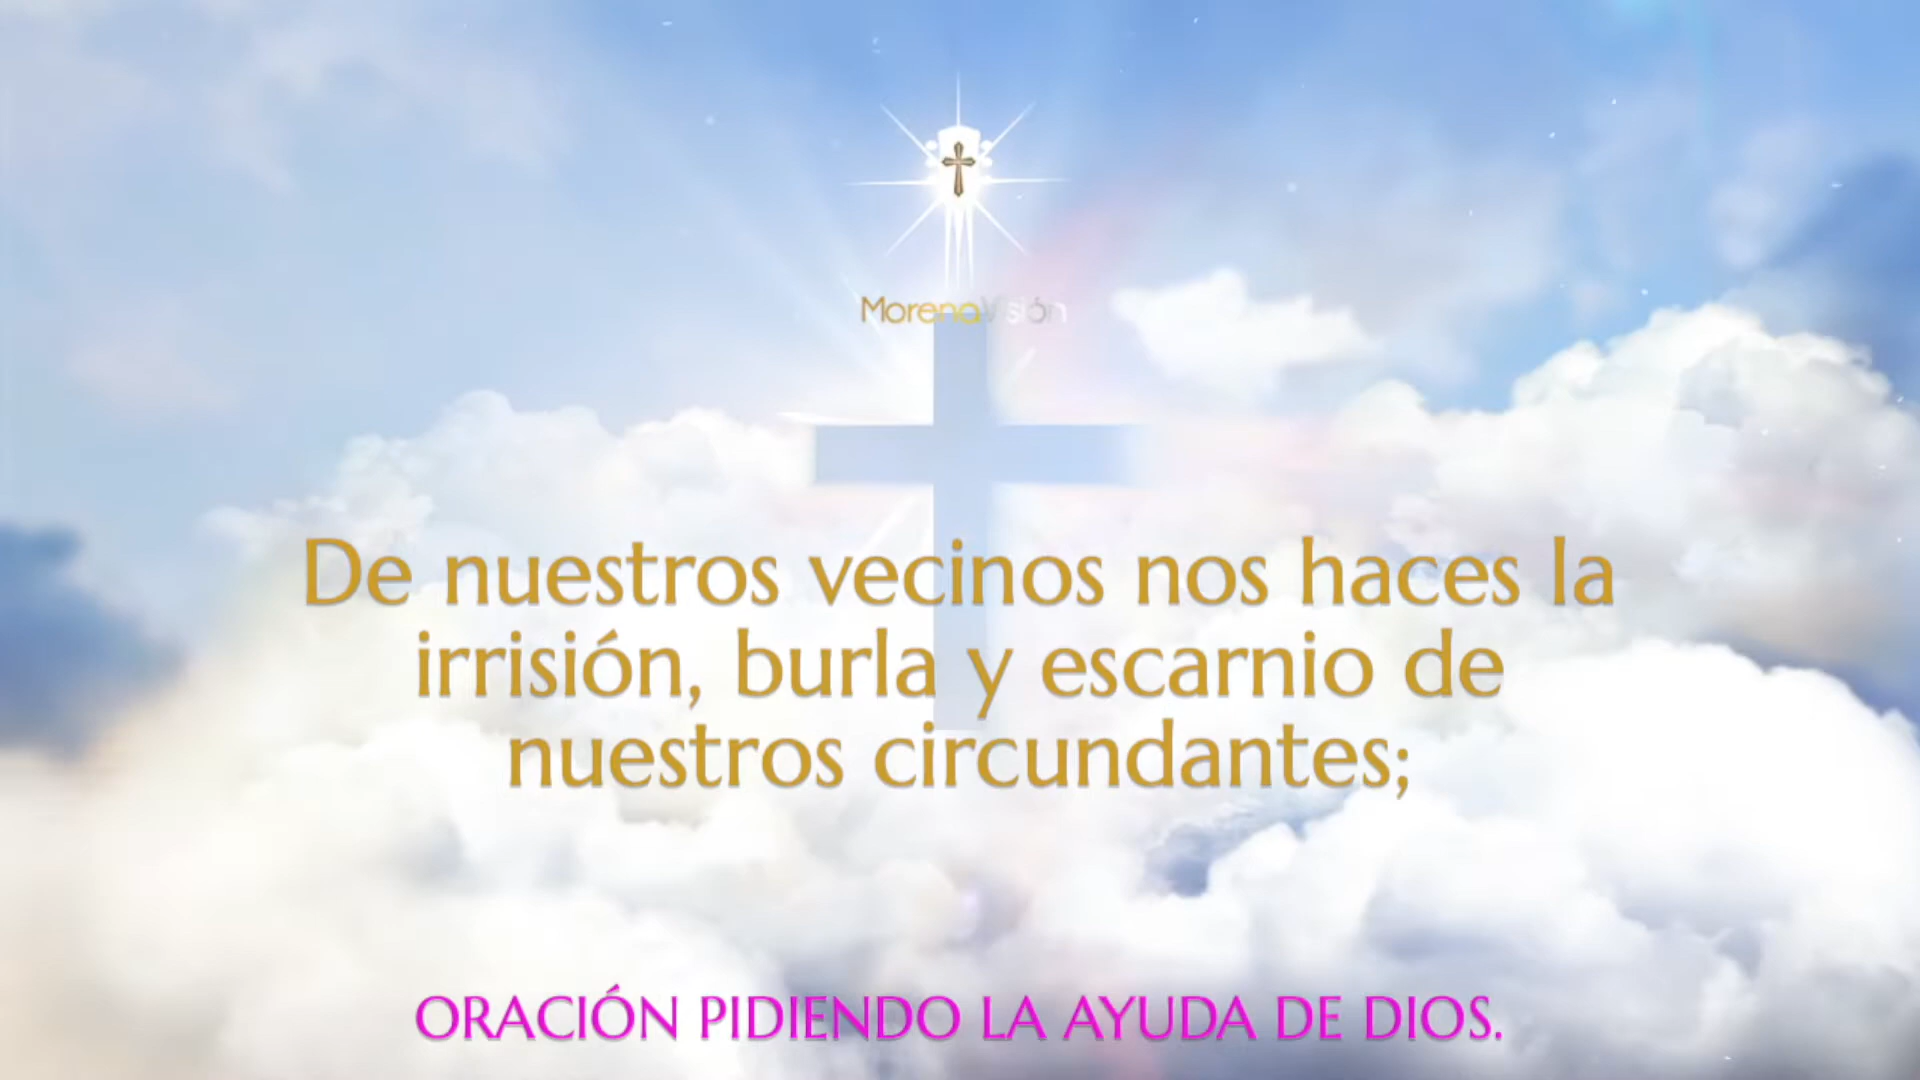 MorenaVisión
De nuestros vecinos nos haces la
irrisión, burla y escarnio de
nuestros circundantes;
ORACIÓN PIDIENDO LA AYUDA DE DIOS.